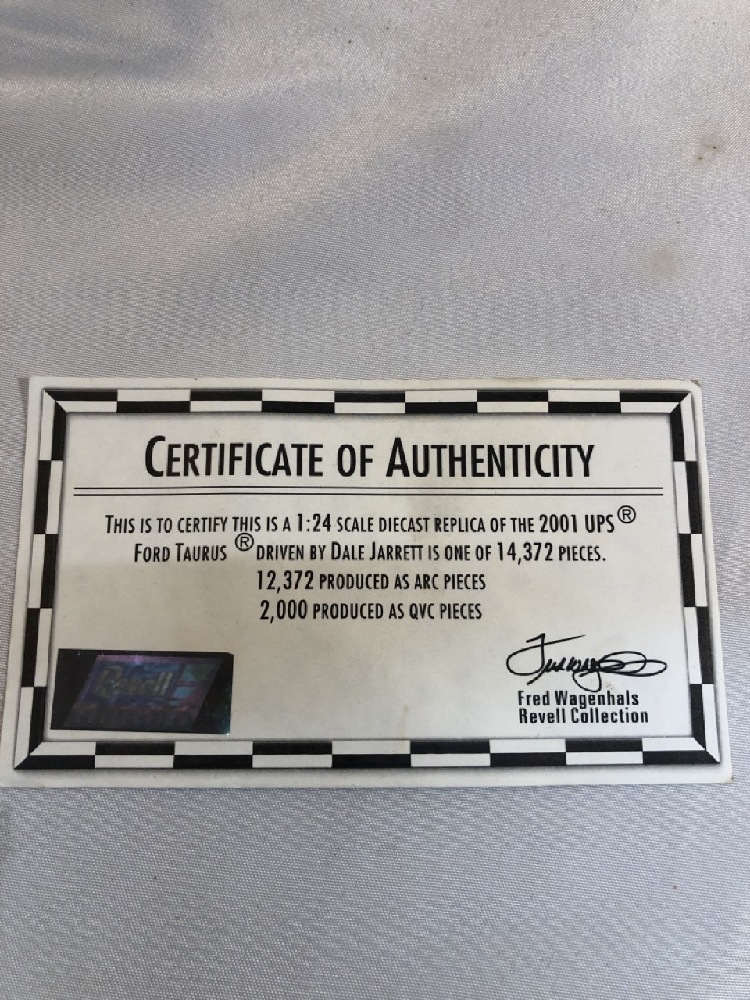 CERTIFICATE OF AUTHENTICITY
THIS IS TO CERTIFY THIS IS A 1:24 SCALE DIECAST REPLICA OF THE 2001 UPS®
FORD TAURUS ® DRIVEN BY DALE JARRETT IS ONE OF 14,372 PIECES.
12,372 PRODUCED AS ARC PIECES
2,000 PRODUCED AS QVC PIECES
Revell
Fred Wagenhals
Revell Collection